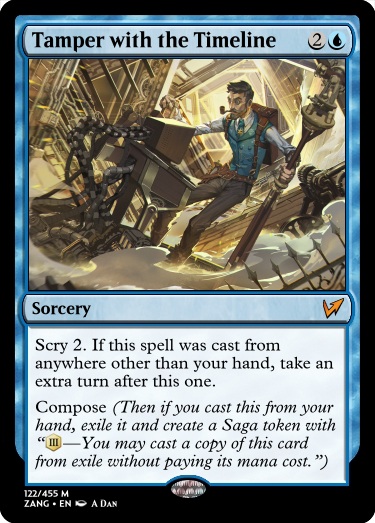 Tamper with the Timeline 2
Sorcery
Scry 2. If this spell was cast from
anywhere other than your hand, take an
extra turn after this one.
Compose (Then if you cast this from your
hand, exile it and create a Saga token with
“III—You may cast a copy of this card
from exile without paying its mana cost.”)
122/455 M
ZANG • EN A DAN